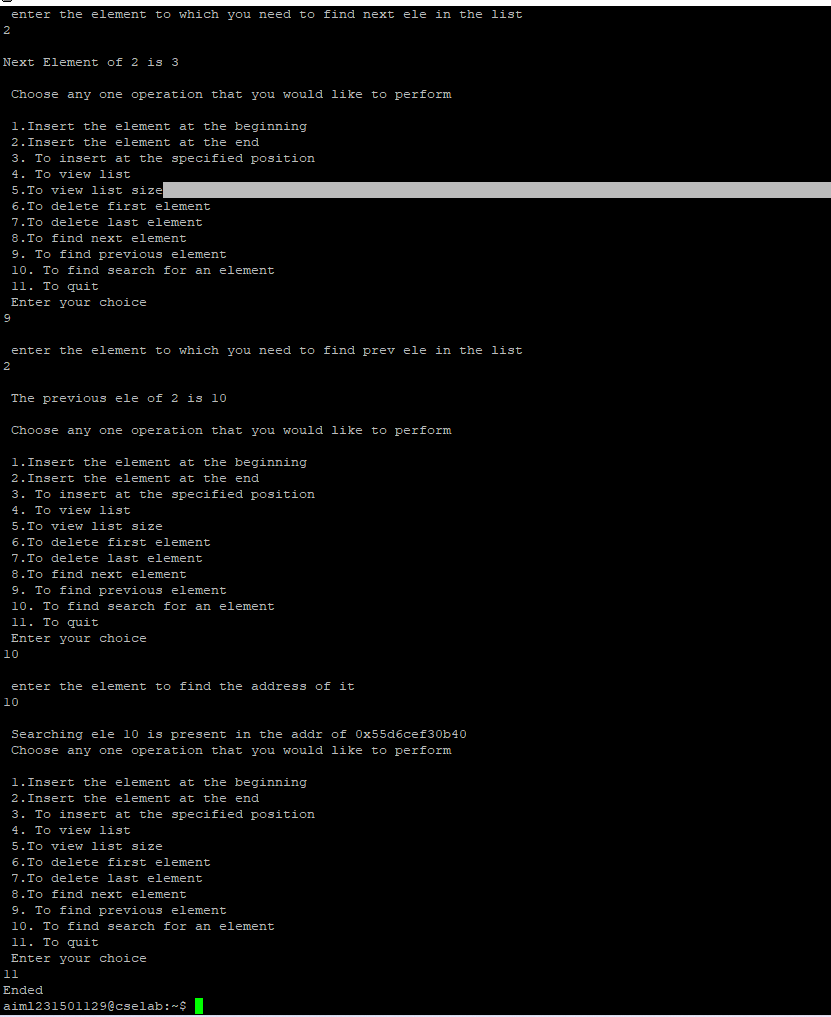 enter the element to which you need to find next ele in the list
2
Next Element of 2 is 3
Choose any one operation that you would like to perform
1.Insert the element at the beginning
2.Insert the element at the end
3. To insert at the specified position
4. To view list
5.To view list size
6.To delete first element
7.To delete last element
8.To find next element
9. To find previous element
10. To find search for an element
11. To quit
Enter your choice
9
enter the element to which you need to find prev ele in the list
2
The previous ele of 2 is 10
Choose any one operation that you would like to perform
1.Insert the element at the beginning
2.Insert the element at the end
3. To insert at the specified position
4. To view list
5.To view list size
6.To delete first element
7.To delete last element
8.To find next element
9. To find previous element
10. To find search for an element
11. To quit
Enter your choice
10
enter the element to find the address of it
10
Searching ele 10 is present in the addr of 0x55d6cef30b40
Choose any one operation that you would like to perform
1.Insert the element at the beginning
2.Insert the element at the end
3. To insert at the specified position
4. To view list
5.To view list size
6.To delete first element
7.To delete last element
8.To find next element
9. To find previous element
10. To find search for an element
11. To quit
Enter your choice
11
Ended
aiml231501129@cselab:~$